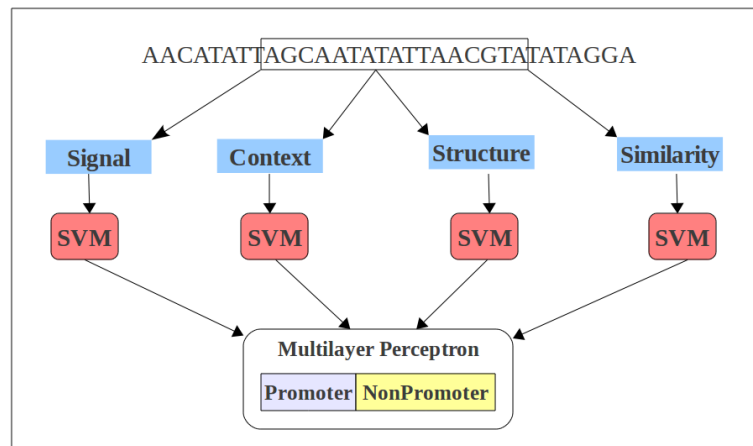 AACATATTAGCAATATATTAACGTATATAGGA
Signal
Context
Structure
Similarity
SVM
SVM
SVM
SVM
Multilayer Perceptron
Promoter
NonPromoter